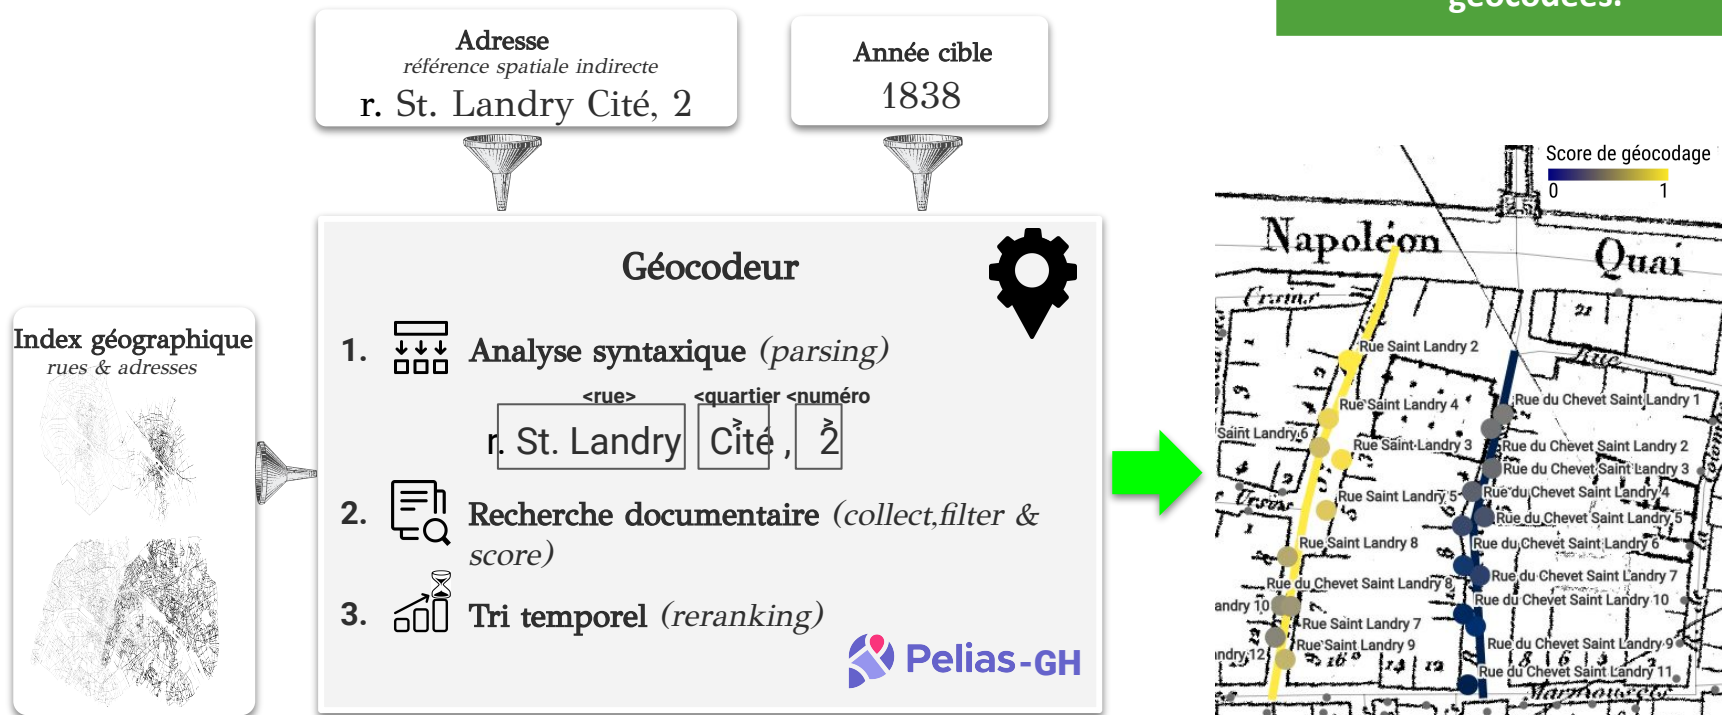 géocodées.
Adresse
référence spatiale indirecte
r. St. Landry Cité, 2
Année cible
1838
Index géographique
rues & adresses
Géocodeur
1. Analyse syntaxique (parsing)
<rue> <quartier> <numéro>
r. St. Landry Cité , 2
2. Recherche documentaire (collect,filter &
score)
3. Tri temporel (reranking)
Pelias-GH
Score de géocodage
0 1
Napoléon
Quai
Ursins
21
Rue
Rue Saint Landry 2
Rue Saint Landry 4
Rue du Chevet Saint Landry 1
Saint Landry 6
Rue Saint Landry 3
Rue du Chevet Saint Landry 2
Rue du Chevet Saint Landry 3
Rue Saint Landry 5
Rue du Chevet Saint Landry 4
Rue du Chevet Saint Landry 5
Rue Saint Landry 8
Rue du Chevet Saint Landry 6
Rue du Chevet Saint Landry 8
Rue du Chevet Saint Landry 7
andry 10
Rue du Chevet Saint Landry 10
Rue Saint Landry 7
Rue Saint Landry 9
Rue du Chevet Saint Landry 9
ndry 12
Rue du Chevet Saint Landry 11
Marmousets